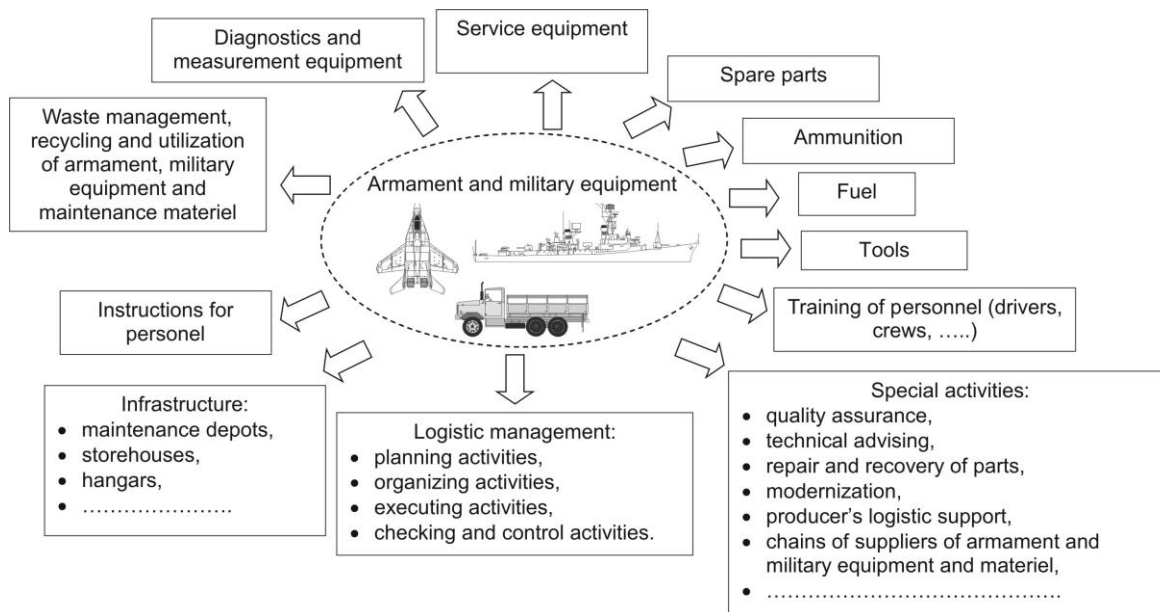 Diagnostics and
measurement equipment
Service equipment
Spare parts
Waste management,
recycling and utilization
of armament, military
equipment and
maintenance materiel
Ammunition
Armament and military equipment
Fuel
Tools
Instructions for
personel
Training of personnel (drivers,
crews, …..)
Infrastructure:
• maintenance depots,
• storehouses,
• hangars,
• ………………….
Logistic management:
• planning activities,
• organizing activities,
• executing activities,
• checking and control activities.
Special activities:
• quality assurance,
• technical advising,
• repair and recovery of parts,
• modernization,
• producer’s logistic support,
• chains of suppliers of armament and
military equipment and materiel,
• ……………………………………